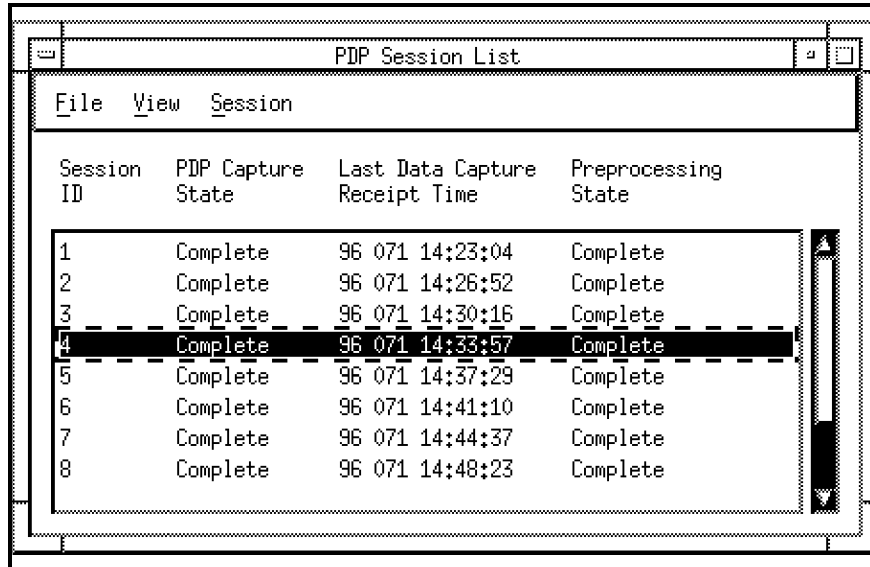 PDP Session List
File View Session
Session PDP Capture Last Data Capture Preprocessing
ID State Receipt Time State
1 Complete 96 071 14:23:04 Complete
2 Complete 96 071 14:26:52 Complete
3 Complete 96 071 14:30:16 Complete
4 Complete 96 071 14:33:57 Complete
5 Complete 96 071 14:37:29 Complete
6 Complete 96 071 14:41:10 Complete
7 Complete 96 071 14:44:37 Complete
8 Complete 96 071 14:48:23 Complete